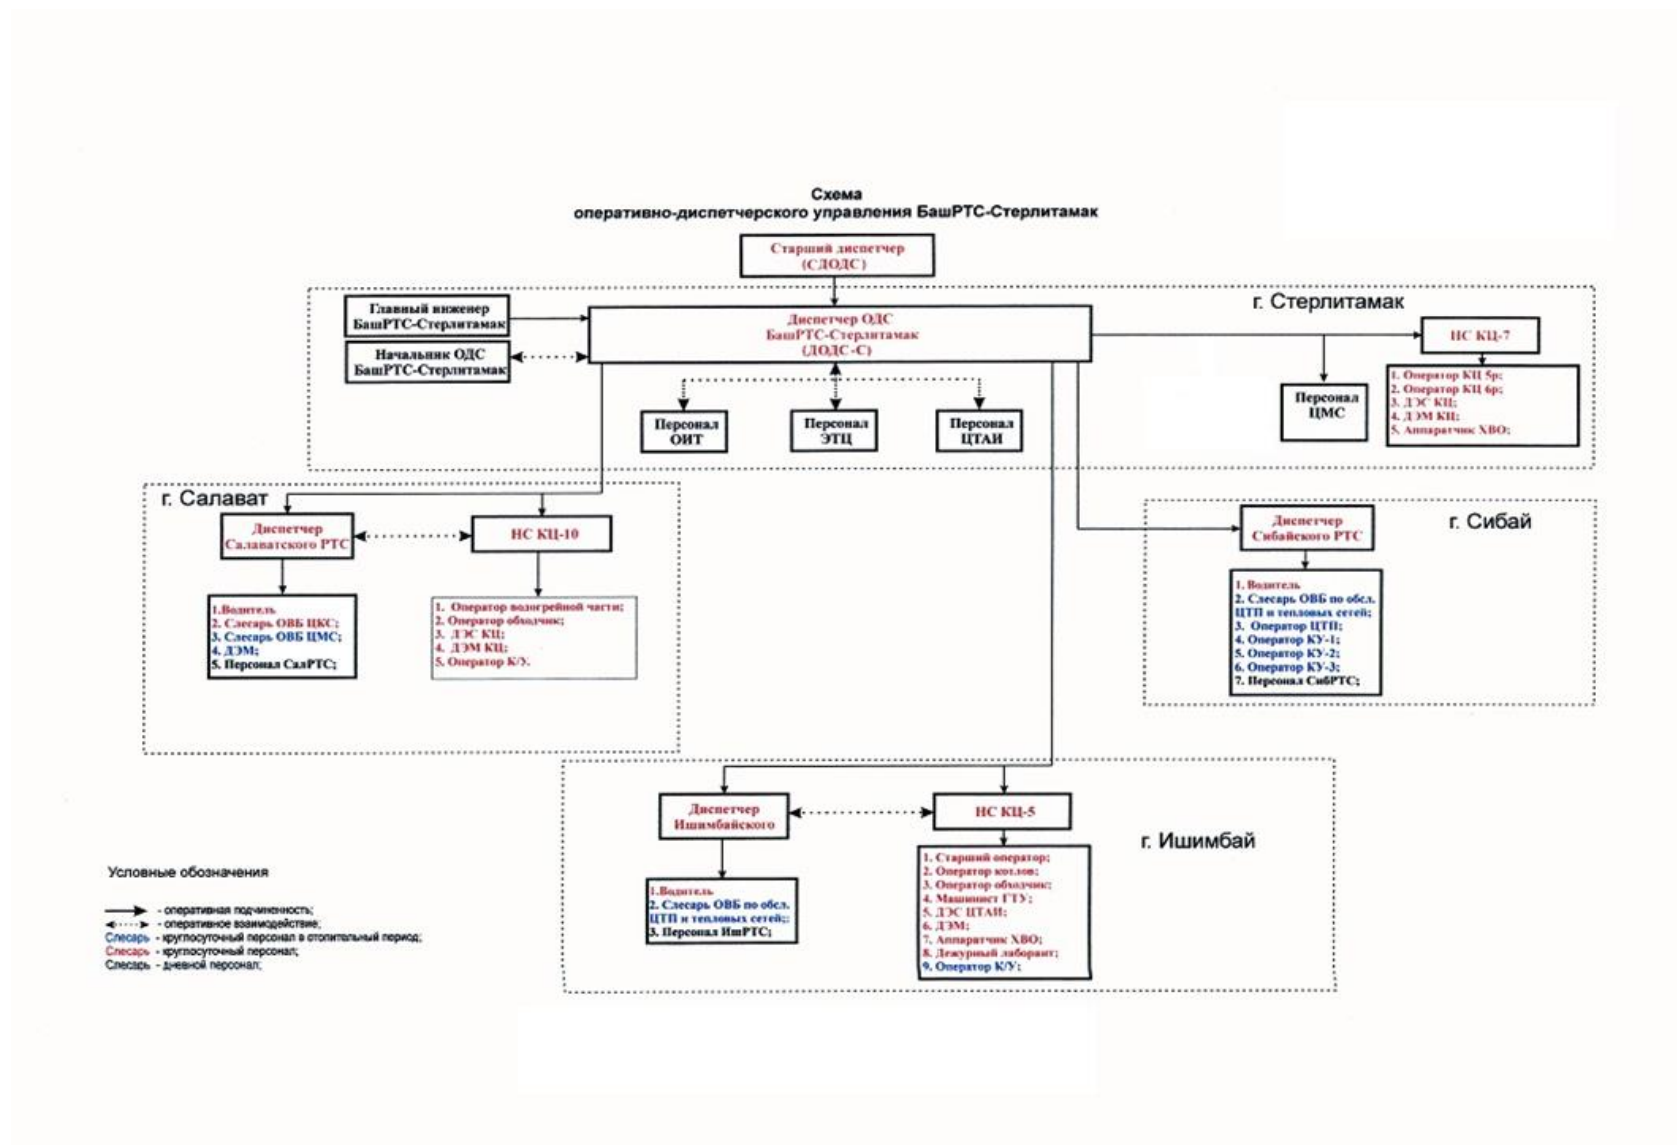 Схема
оперативно-диспетчерского управления БашРТС-Стерлитамак
Старший диспетчер
(СДОДС)
г. Стерлитамак
Главный инженер
БашРТС-Стерлитамак
Начальник ОДС
БашРТС-Стерлитамак
Диспетчер ОДС
БашРТС-Стерлитамак
(ДОДС-С)
НС КЦ-7
Персонал
ОИТ
Персонал
ЭТЦ
Персонал
ЦТАИ
Персонал
ЦМС
1. Оператор КЦ 5р;
2. Оператор КЦ 6р;
3. ДЭС КЦ;
4. ДЭМ КЦ;
5. Аппаратчик ХВО;
г. Салават
Диспетчер
Салаватского РТС
НС КЦ-10
1.Водитель
2. Слесарь ОВБ ЦКС;
3. Слесарь ОВБ ЦМС;
4. ДЭМ;
5. Персонал СалРТС;
1. Оператор водогрейной части;
2. Оператор обходчик;
3. ДЭС КЦ;
4. ДЭМ КЦ;
5. Оператор К/У.
г. Сибай
Диспетчер
Сибайского РТС
1. Водитель
2. Слесарь ОВБ по обсл.
ЦТП и тепловых сетей;
3. Оператор ЦТП;
4. Оператор КУ-1;
5. Оператор КУ-2;
6. Оператор КУ-3;
7. Персонал СибРТС;
г. Ишимбай
Диспетчер
Ишимбайского
НС КЦ-5
1.Водитель
2. Слесарь ОВБ по обсл.
ЦТП и тепловых сетей;;
3. Персонал ИшРТС;
1. Старший оператор;
2. Оператор котлов;
3. Оператор обходчик;
4. Машинист ГТУ;
5. ДЭС ЦТАИ;
6. ДЭМ;
7. Аппаратчик ХВО;
8. Дежурный лаборант;
9. Оператор К/У;
Условные обозначения
- оперативная подчиненность;
- оперативное взаимодействие;
Слесарь - круглосуточный персонал в отопительный период;
Слесарь - круглосуточный персонал;
Слесарь - дневной персонал;